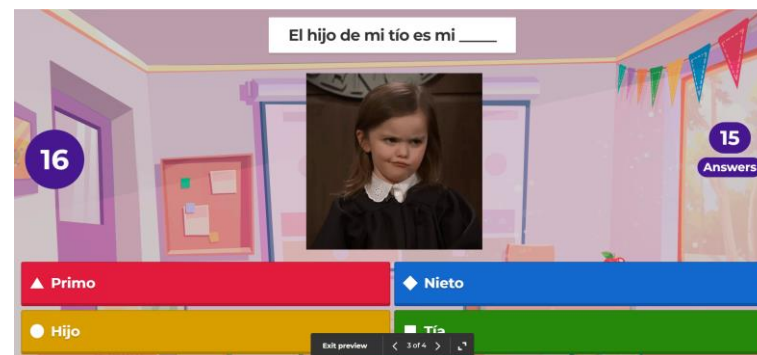 El hijo de mi tío es mi _____
16
15
Answers
Primo
Nieto
Hijo
Tía
Exit preview
3 of 4